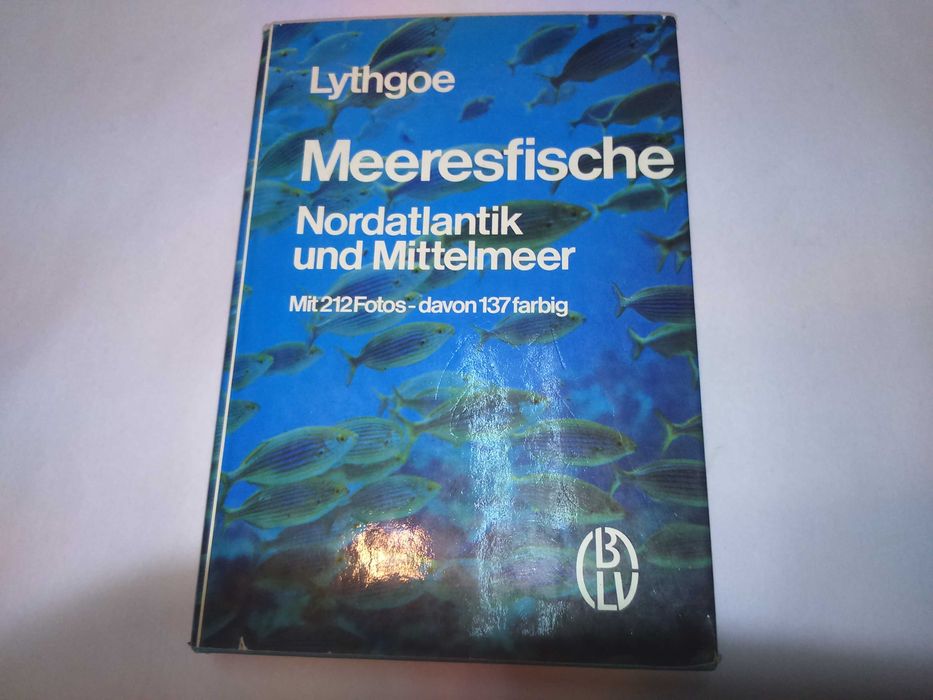 Lythgoe
Meeresfische
Nordatlantik
und Mittelmeer
Mit 212 Fotos - davon 137 farbig
BLV